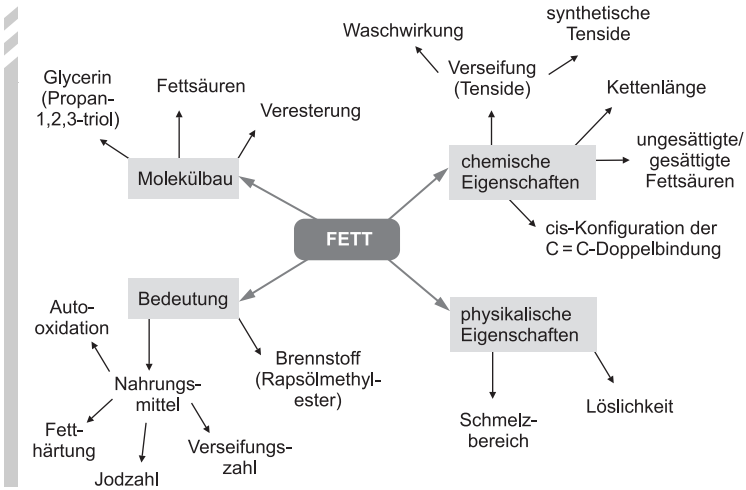 synthetische
Tenside
Waschwirkung
Verseifung
(Tenside)
Kettenlänge
Glycerin
(Propan-
1,2,3-triol)
Fettsäuren
Veresterung
ungesättigte/
gesättigte
Fettsäuren
Molekülbau
chemische
Eigenschaften
cis-Konfiguration der
C=C-Doppelbindung
FETT
Bedeutung
physikalische
Eigenschaften
Auto-
oxidation
Nahrungs-
mittel
Brennstoff
(Rapsölmethyl-
ester)
Fett-
härtung
Jodzahl
Verseifungs-
zahl
Schmelz-
bereich
Löslichkeit